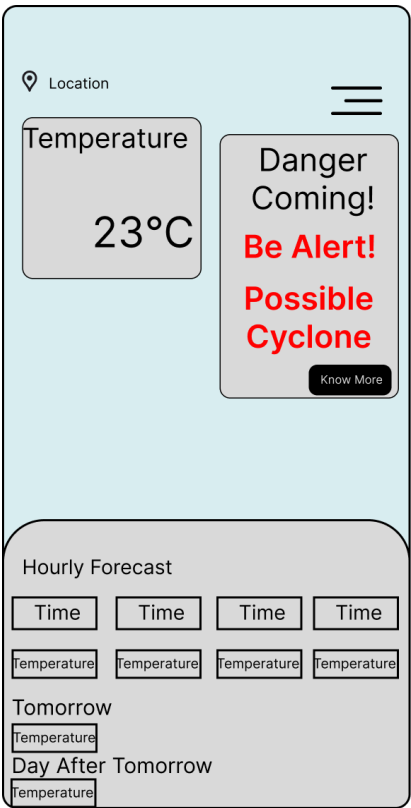 Location
Temperature
23°C
Danger
Coming!
Be Alert!
Possible
Cyclone
Know More
Hourly Forecast
Time Time Time Time
Temperature Temperature Temperature Temperature
Tomorrow
Temperature
Day After Tomorrow
Temperature